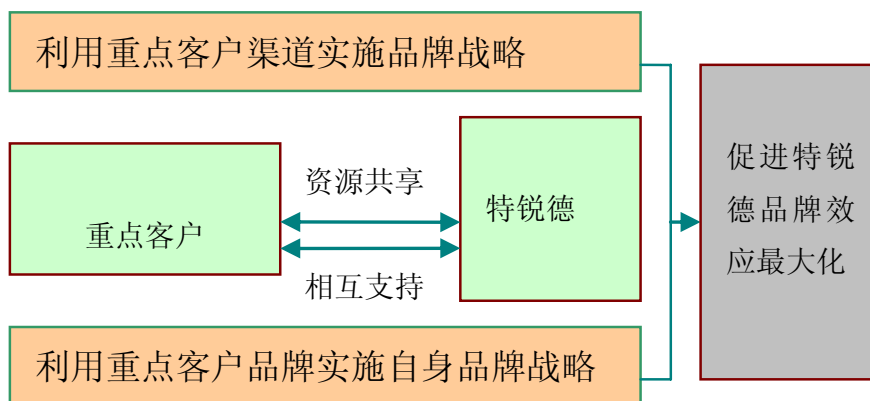 利用重点客户渠道实施品牌战略
资源共享
重点客户
特锐德
相互支持
促进特锐
德品牌效
应最大化
利用重点客户品牌实施自身品牌战略